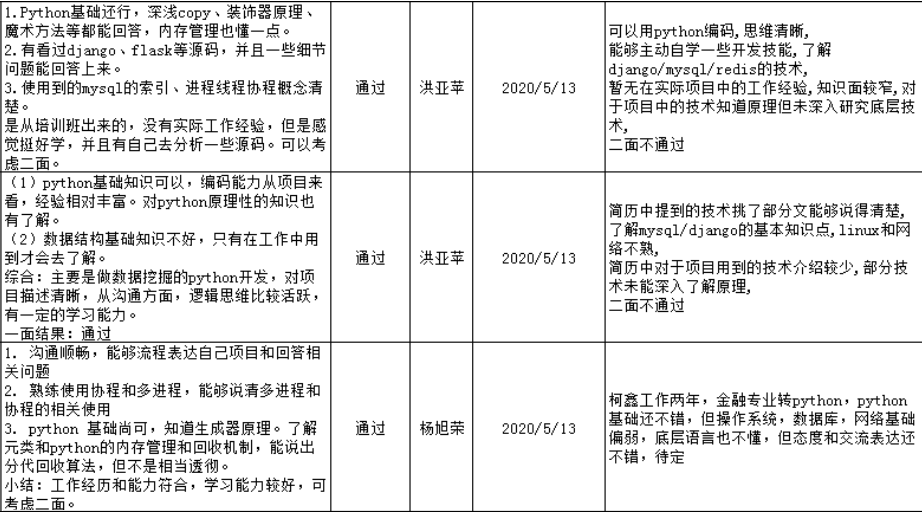 1.Python基础还行，深浅copy、装饰器原理、
魔术方法等都能回答，内存管理也懂一点。
2.有看过django、flask等源码，并且一些细节
问题能回答上来。
3.使用到的mysql的索引、进程线程协程概念清
楚。
是从培训班出来的，没有实际工作经验，但是感
觉挺好学，并且有自己去分析一些源码。可以考
虑二面。
通过
洪亚苹
2020/5/13
可以用python编码,思维清晰,
能够主动自学一些开发技能,了解
django/mysql/redis的技术,
暂无在实际项目中的工作经验,知识面较窄,对
于项目中的技术知道原理但未深入研究底层技
术,
二面不通过
（1）python基础知识可以，编码能力从项目来
看，经验相对丰富。对python原理性的知识也
有了解。
（2）数据结构基础知识不好，只有在工作中用
到才会去了解。
综合：主要是做数据挖掘的python开发，对项
目描述清晰，从沟通方面，逻辑思维比较活跃，
有一定的学习能力。
一面结果：通过
通过
洪亚苹
2020/5/13
简历中提到的技术挑了部分文能够说得清楚,
了解mysql/django的基本知识点,linux和网
络不熟,
简历中对于项目用到的技术介绍较少,部分技
术未能深入了解原理,
二面不通过
1. 沟通顺畅，能够流程表达自己项目和回答相
关问题
2. 熟练使用协程和多进程，能够说清多进程和
协程的相关使用
3. python 基础尚可，知道生成器原理。了解
元类和python的内存管理和回收机制，能说出
分代回收算法，但不是相当透彻。
小结：工作经历和能力符合，学习能力较好，可
考虑二面。
通过
杨旭荣
2020/5/13
柯鑫工作两年，金融专业转python，python
基础还不错，但操作系统，数据库，网络基础
偏弱，底层语言也不懂，但态度和交流表达还
不错，待定